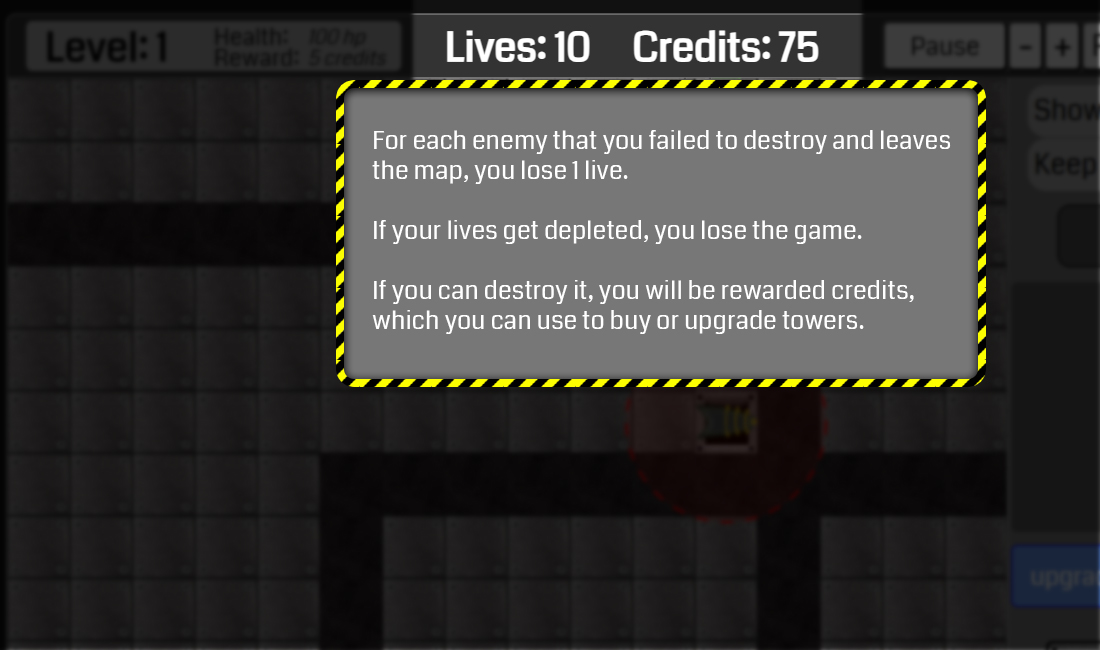 Level: 1
Health: 100 hp
Reward: 5 credits
Lives: 10
Credits: 75
Pause
-
+
Show
Keep
For each enemy that you failed to destroy and leaves
the map, you lose 1 live.
If your lives get depleted, you lose the game.
If you can destroy it, you will be rewarded credits,
which you can use to buy or upgrade towers.
upgra